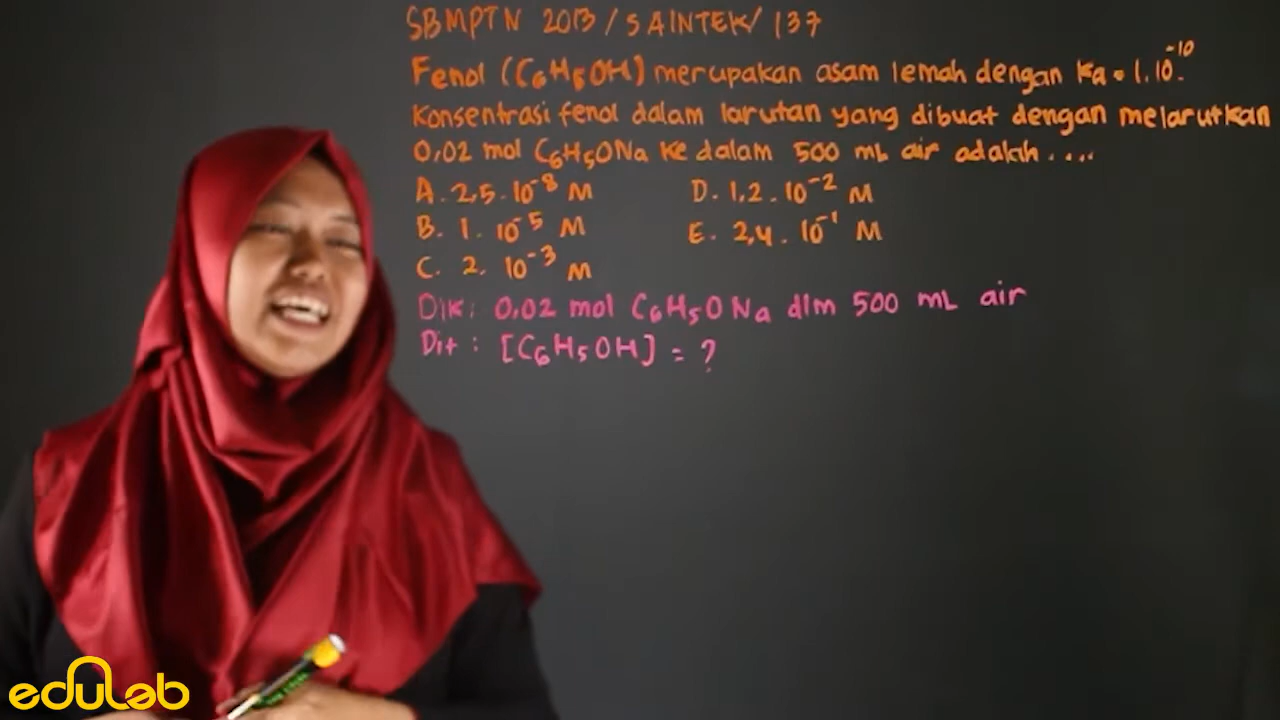 SBMPTN 2013 / SAINTEK / 137
Fenol (C6H5OH) merupakan asam lemah dengan Ka = 1.10⁻¹⁰.
Konsentrasi fenol dalam larutan yang dibuat dengan melarutkan
0,02 mol C6H5ONa ke dalam 500 mL air adalah ....
A. 2,5 . 10⁻⁸ M
B. 1. 10⁻⁵ M
C. 2. 10⁻³ M
D. 1,2 . 10⁻² M
E. 2,4 . 10⁻¹ M
Dik : 0,02 mol C6H5ONa dlm 500 mL air
Dit : [C6H5OH] = ?
edulab